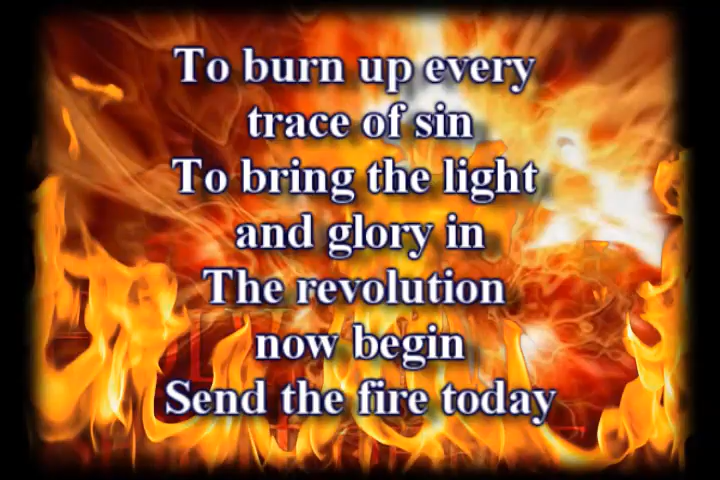 To burn up every
trace of sin
To bring the light
and glory in
The revolution
now begin
Send the fire today